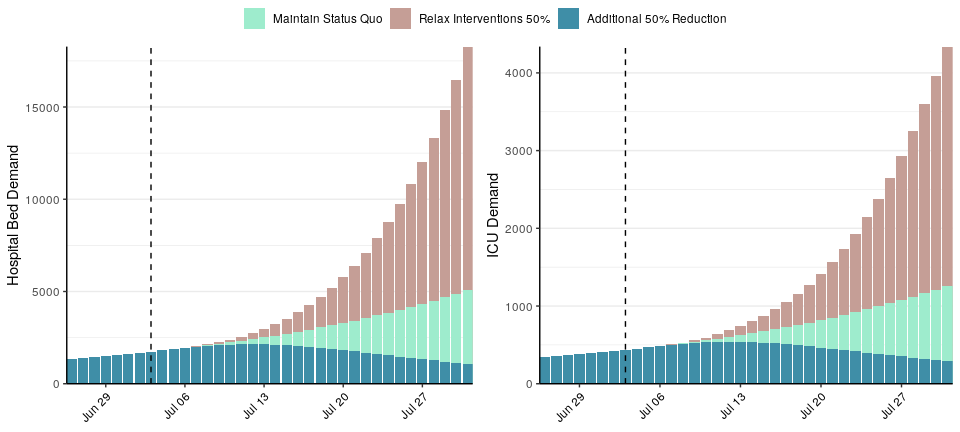 Maintain Status Quo Relax Interventions 50% Additional 50% Reduction
Hospital Bed Demand
15000
10000
5000
0
Jun 29
Jul 06
Jul 13
Jul 20
Jul 27
ICU Demand
4000
3000
2000
1000
0
Jun 29
Jul 06
Jul 13
Jul 20
Jul 27